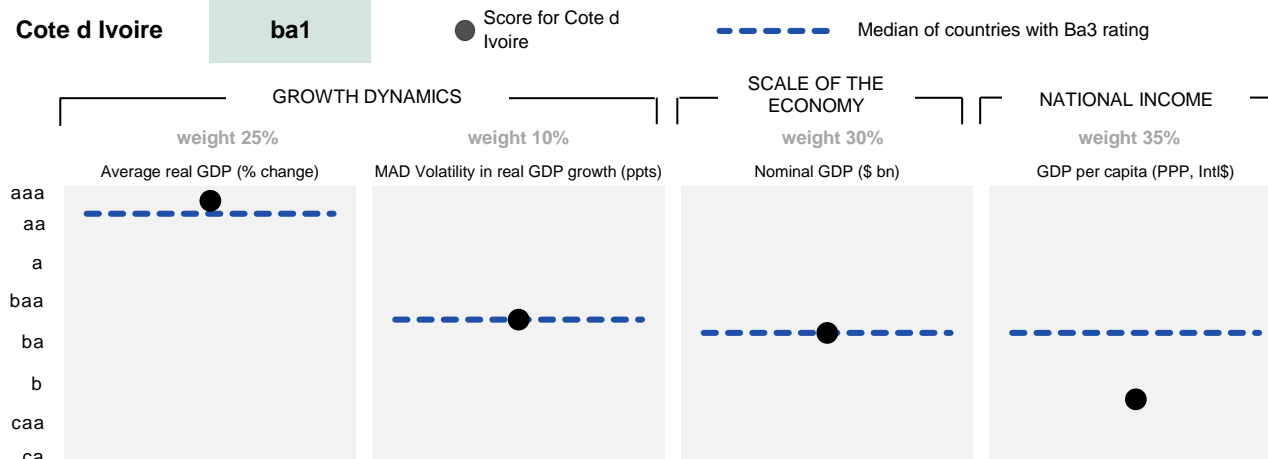 Cote d Ivoire
ba1
Score for Cote d
Ivoire
Median of countries with Ba3 rating
GROWTH DYNAMICS
SCALE OF THE
ECONOMY
NATIONAL INCOME
weight 25%
weight 10%
weight 30%
weight 35%
Average real GDP (% change)
MAD Volatility in real GDP growth (ppts)
Nominal GDP ($ bn)
GDP per capita (PPP, Intl$)
aaa
aa
a
baa
ba
b
caa
ca